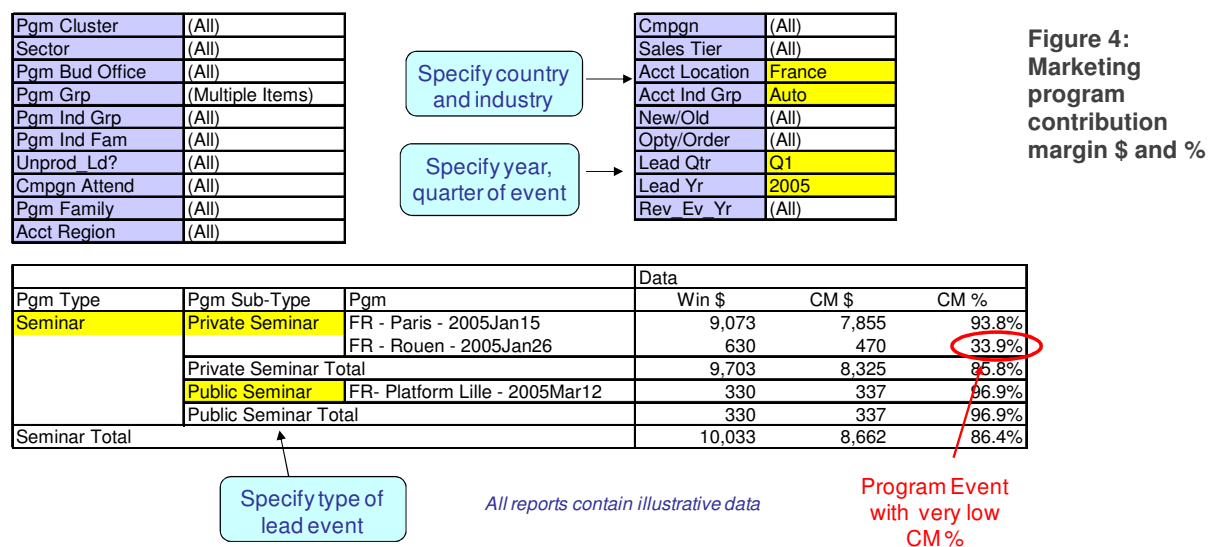 Pgm Cluster (All)
Sector (All)
Pgm Bud Office (All)
Pgm Grp (Multiple Items)
Pgm Ind Grp (All)
Pgm Ind Fam (All)
Unprod_Ld? (All)
Cmpgn Attend (All)
Pgm Family (All)
Acct Region (All)
Specify country
and industry
Specify year,
quarter of event
Cmpgn (All)
Sales Tier (All)
Acct Location France
Acct Ind Grp Auto
New/Old (All)
Opty/Order (All)
Lead Qtr Q1
Lead Yr 2005
Rev_Ev_Yr (All)
Figure 4:
Marketing
program
contribution
margin $ and %
Data
Pgm Type Pgm Sub-Type Pgm Win $ CM $ CM %
Seminar Private Seminar FR - Paris - 2005Jan15 9,073 7,855 93.8%
FR - Rouen - 2005Jan26 630 470 33.9%
Private Seminar Total 9,703 8,325 85.8%
Public Seminar FR- Platform Lille - 2005Mar12 330 337 96.9%
Public Seminar Total 330 337 96.9%
Seminar Total 10,033 8,662 86.4%
Specify type of
lead event
All reports contain illustrative data
Program Event
with very low
CM %